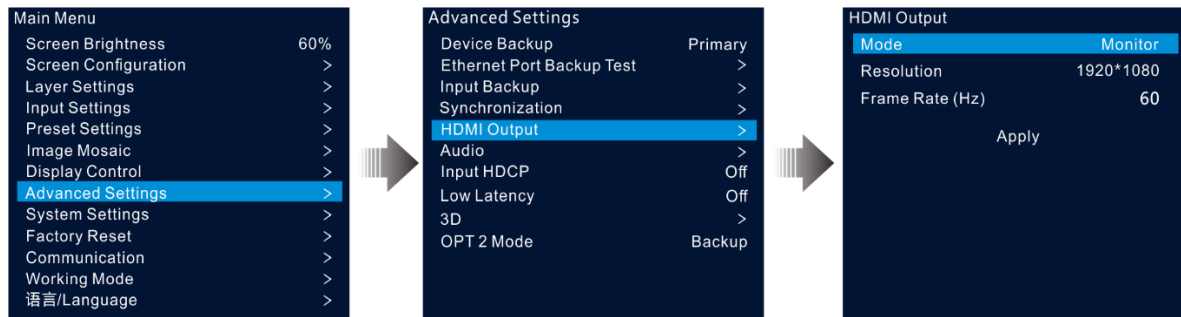 Main Menu
Screen Brightness 60%
Screen Configuration >
Layer Settings >
Input Settings >
Preset Settings >
Image Mosaic >
Display Control >
Advanced Settings >
System Settings >
Factory Reset >
Communication >
Working Mode >
语言/Language >
Advanced Settings
Device Backup Primary
Ethernet Port Backup Test >
Input Backup >
Synchronization >
HDMI Output >
Audio >
Input HDCP Off
Low Latency Off
3D >
OPT 2 Mode Backup
HDMI Output
Mode Monitor
Resolution 1920*1080
Frame Rate (Hz) 60
Apply